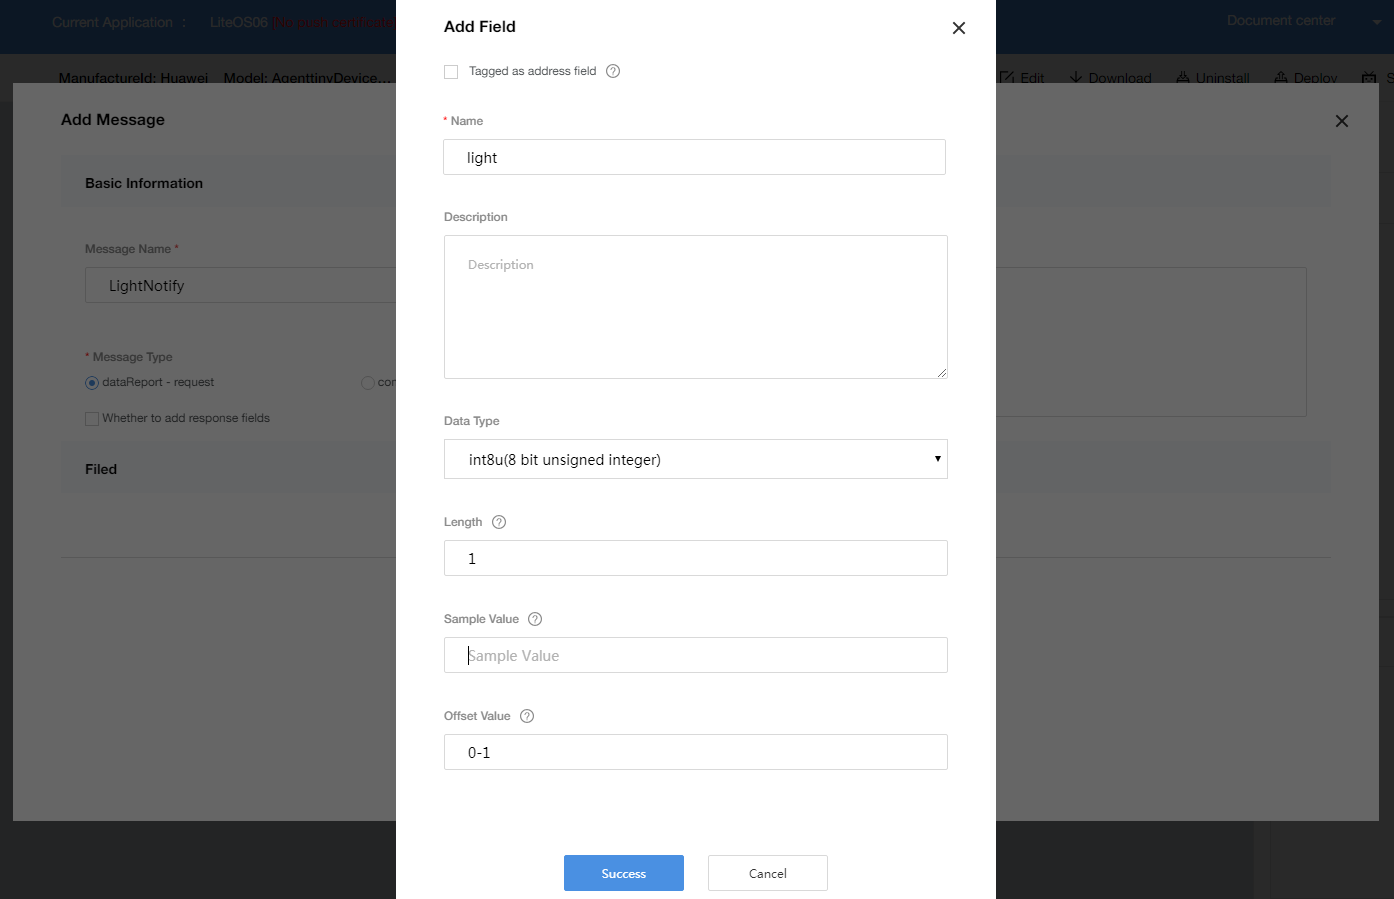 Current Application : LiteOS06
Document center
ManufactureId: Huawei Model: AgenttinyDevice...
Edit Download Uninstall Deploy S
Add Message
Basic Information
Message Name *
LightNotify
* Message Type
dataReport - request con
Whether to add response fields
Filed
Add Field
Tagged as address field ?
* Name
light
Description
Description
Data Type
int8u(8 bit unsigned integer)
Length ?
1
Sample Value ?
Sample Value
Offset Value ?
0-1
Success Cancel